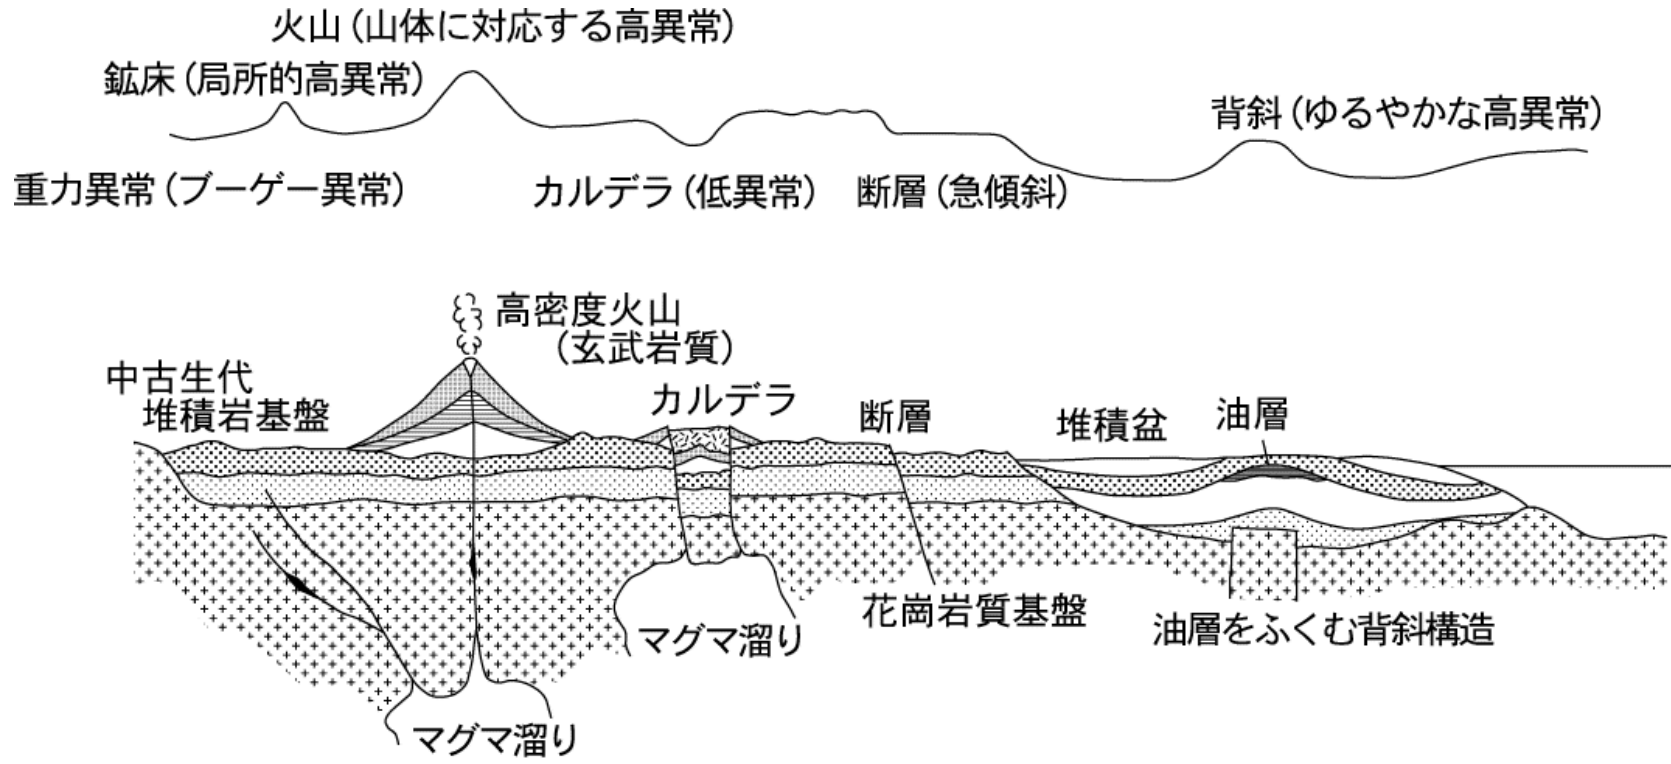 火山（山体に対応する高異常）
鉱床（局所的高異常）
背斜（ゆるやかな高異常）
重力異常（ブーゲー異常）
カルデラ（低異常）
断層（急傾斜）
高密度火山
（玄武岩質）
中古生代
堆積岩基盤
カルデラ
断層
堆積盆
油層
花崗岩質基盤
マグマ溜り
油層をふくむ背斜構造
マグマ溜り